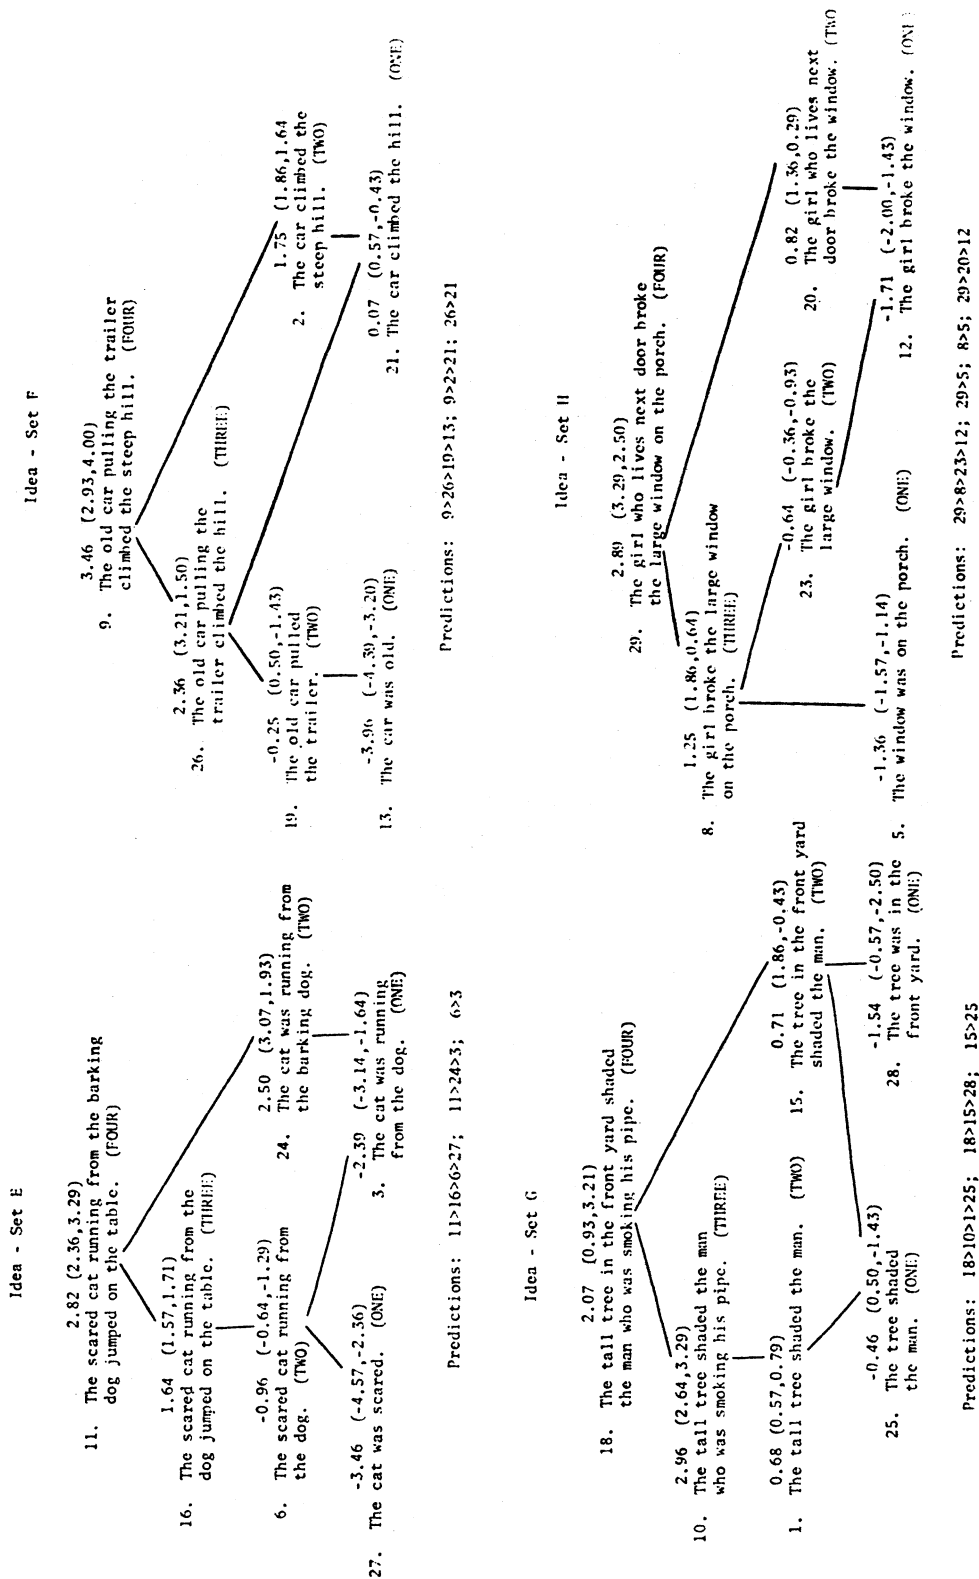 Idea - Set E
2.82 (2.36,3.29)
11. The scared cat running from the barking
dog jumped on the table. (FOUR)
1.64 (1.57,1.71)
16. The scared cat running from the
dog jumped on the table. (THREE)
-0.96 (-0.64,-1.29)
6. The scared cat running from
the dog. (TWO)
2.50 (3.07,1.93)
24. The cat was running from
the barking dog. (TWO)
-3.46 (-4.57,-2.36)
27. The cat was scared. (ONE)
-2.39 (-3.14,-1.64)
3. The cat was running
from the dog. (ONE)
Predictions: 11>16>6>27; 11>24>3; 6>3
Idea - Set F
3.46 (2.93,4.00)
9. The old car pulling the trailer
climbed the steep hill. (FOUR)
2.36 (3.21,1.50)
26. The old car pulling the
trailer climbed the hill. (THREE)
-0.25 (0.50,-1.43)
19. The old car pulled
the trailer. (TWO)
1.75 (1.86,1.64
2. The car climbed the
steep hill. (TWO)
-3.96 (-4.39,-3.20)
13. The car was old. (ONE)
0.07 (0.57,-0.43)
21. The car climbed the hill. (ONE)
Predictions: 9>26>19>13; 9>2>21; 26>21
Idea - Set G
2.07 (0.93,3.21)
18. The tall tree in the front yard shaded
the man who was smoking his pipe. (FOUR)
2.96 (2.64,3.29)
10. The tall tree shaded the man
who was smoking his pipe. (THREE)
0.68 (0.57,0.79)
1. The tall tree shaded the man. (TWO)
0.71 (1.86,-0.43)
15. The tree in the front yard
shaded the man. (TWO)
-0.46 (0.50,-1.43)
25. The tree shaded
the man. (ONE)
-1.54 (-0.57,-2.50)
28. The tree was in the
front yard. (ONE)
Predictions: 18>10>1>25; 18>15>28; 15>25
Idea - Set H
2.89 (3.29,2.50)
29. The girl who lives next door broke
the large window on the porch. (FOUR)
1.25 (1.86,0.64)
8. The girl broke the large window
on the porch. (THREE)
-0.64 (-0.36,-0.93)
23. The girl broke the
large window. (TWO)
0.82 (1.36,0.29)
20. The girl who lives next
door broke the window. (TWO
-1.36 (-1.57,-1.14)
5. The window was on the porch. (ONE)
-1.71 (-2.00,-1.43)
12. The girl broke the window. (ONE)
Predictions: 29>8>23>12; 29>5; 8>5; 29>20>12